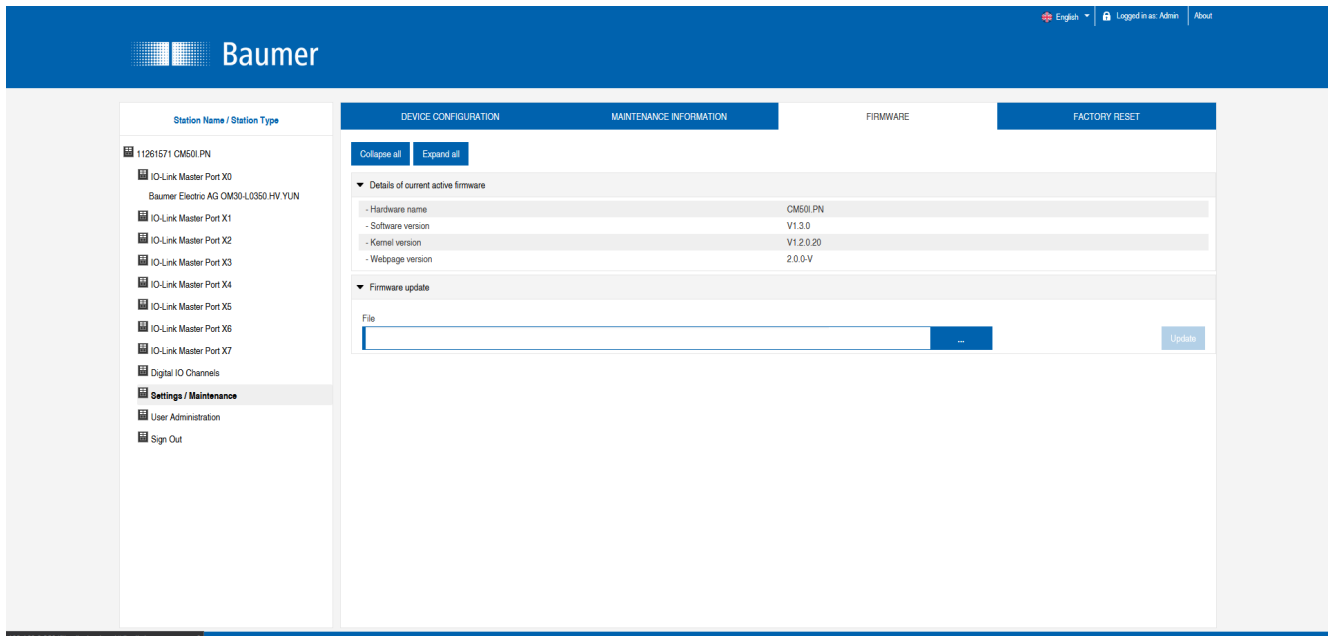 English
Logged in as: Admin
About
Baumer
Station Name / Station Type
11261571 CM50I.PN
IO-Link Master Port X0
Baumer Electric AG OM30-L0350.HV.YUN
IO-Link Master Port X1
IO-Link Master Port X2
IO-Link Master Port X3
IO-Link Master Port X4
IO-Link Master Port X5
IO-Link Master Port X6
IO-Link Master Port X7
Digital IO Channels
Settings / Maintenance
User Administration
Sign Out
DEVICE CONFIGURATION
MAINTENANCE INFORMATION
FIRMWARE
FACTORY RESET
Collapse all
Expand all
Details of current active firmware
- Hardware name CM50I.PN
- Software version V1.3.0
- Kernel version V1.2.0.20
- Webpage version 2.0.0-V
Firmware update
File
...
Update